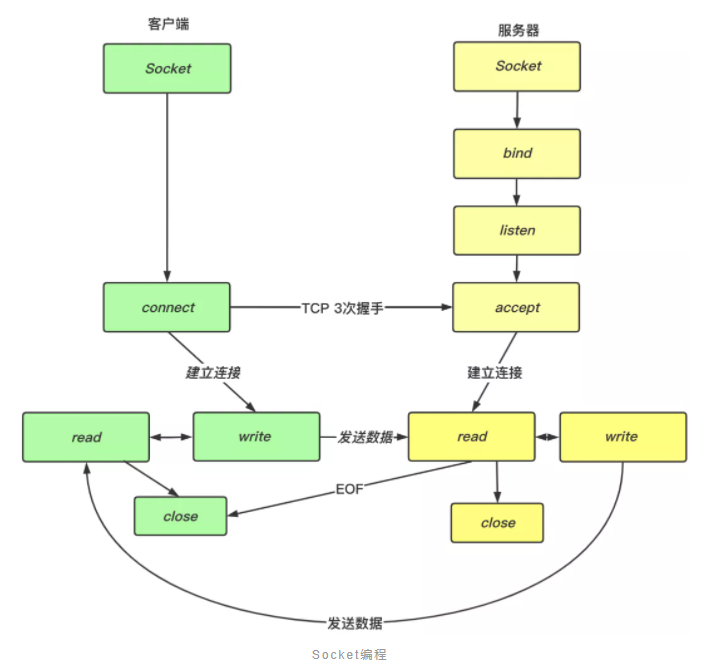 客户端
服务器
Socket
Socket
bind
listen
connect
TCP 3次握手
accept
建立连接
建立连接
read
write
发送数据
read
write
EOF
close
close
发送数据
Socket编程